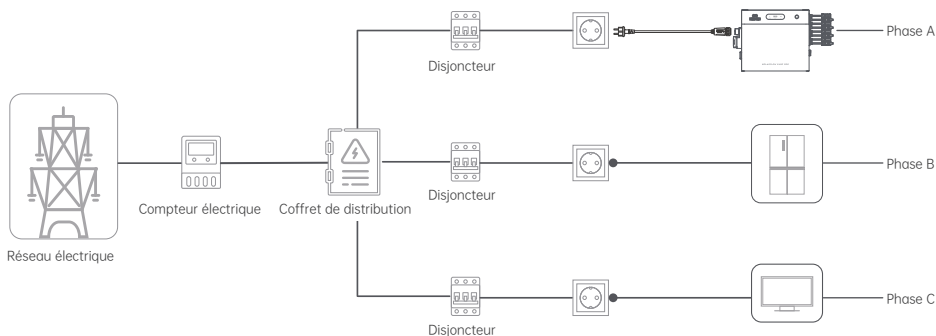 Phase A
Disjoncteur
Compteur électrique
Coffret de distribution
Disjoncteur
Phase B
Réseau électrique
Phase C
Disjoncteur